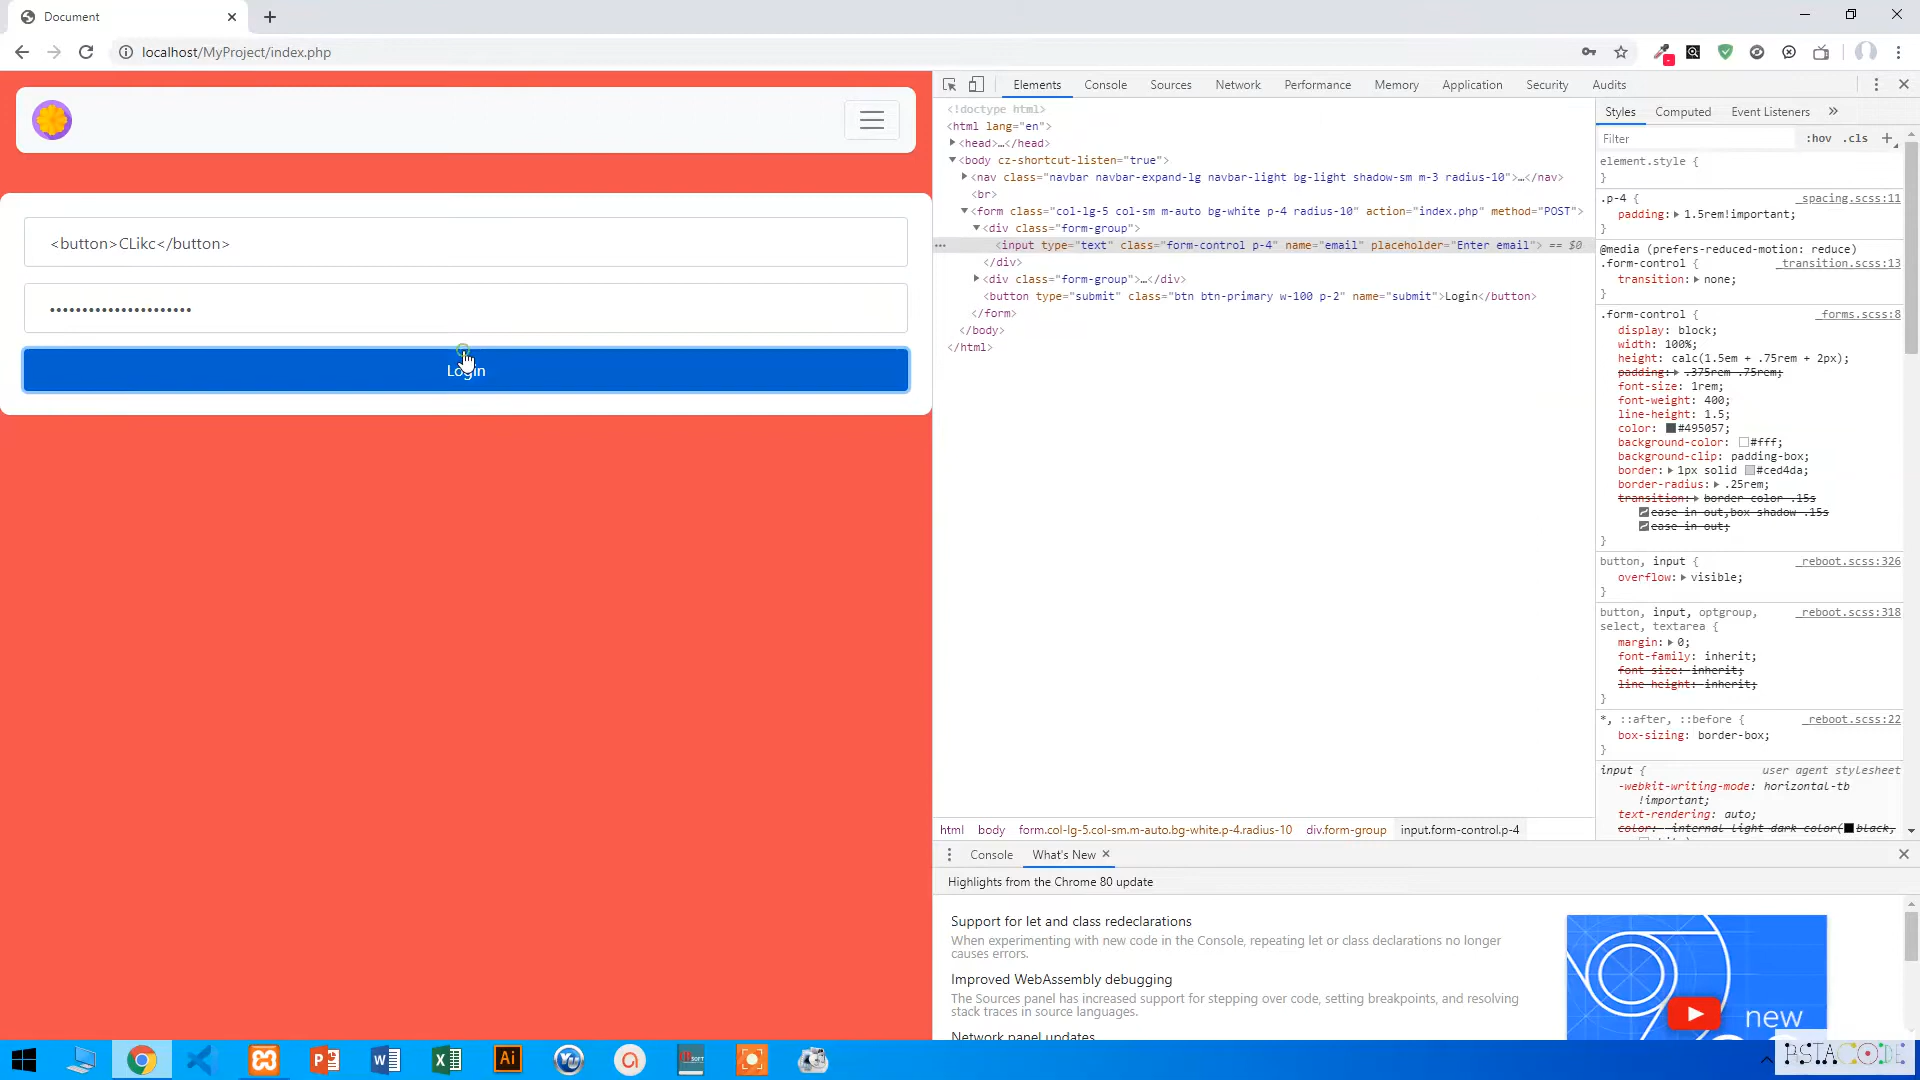 Document
localhost/MyProject/index.php
<button>CLikc</button>
Login
Elements Console Sources Network Performance Memory Application Security Audits
<!doctype html>
<html lang="en">
<head>…</head>
<body cz-shortcut-listen="true">
<nav class="navbar navbar-expand-lg navbar-light bg-light shadow-sm m-3 radius-10">…</nav>
<br>
<form class="col-lg-5 col-sm m-auto bg-white p-4 radius-10" action="index.php" method="POST">
<div class="form-group">
<input type="text" class="form-control p-4" name="email" placeholder="Enter email"> == $0
</div>
<div class="form-group">…</div>
<button type="submit" class="btn btn-primary w-100 p-2" name="submit">Login</button>
</form>
</body>
</html>
html body form.col-lg-5.col-sm.m-auto.bg-white.p-4.radius-10 div.form-group input.form-control.p-4
Styles Computed Event Listeners »
Filter :hov .cls +
element.style {
}
.p-4 { _spacing.scss:11
padding: 1.5rem!important;
}
@media (prefers-reduced-motion: reduce)
.form-control { _transition.scss:13
transition: none;
}
.form-control { _forms.scss:8
display: block;
width: 100%;
height: calc(1.5em + .75rem + 2px);
padding: .375rem .75rem;
font-size: 1rem;
font-weight: 400;
line-height: 1.5;
color: #495057;
background-color: #fff;
background-clip: padding-box;
border: 1px solid #ced4da;
border-radius: .25rem;
transition: border-color .15s
ease-in-out,box-shadow .15s
ease-in-out;
}
button, input { _reboot.scss:326
overflow: visible;
}
button, input, optgroup, _reboot.scss:318
select, textarea {
margin: 0;
font-family: inherit;
font-size: inherit;
line-height: inherit;
}
*, ::after, ::before { _reboot.scss:22
box-sizing: border-box;
}
input { user agent stylesheet
-webkit-writing-mode: horizontal-tb
!important;
text-rendering: auto;
color: -internal-light-dark-color(black,
Console What's New
Highlights from the Chrome 80 update
Support for let and class redeclarations
When experimenting with new code in the Console, repeating let or class declarations no longer
causes errors.
Improved WebAssembly debugging
The Sources panel has increased support for stepping over code, setting breakpoints, and resolving
stack traces in source languages.
Network panel updates
new
PSTACODE